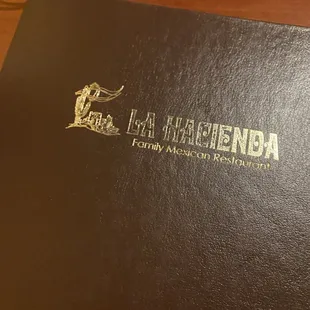 LA HACIENDA
Family Mexican Restaurant